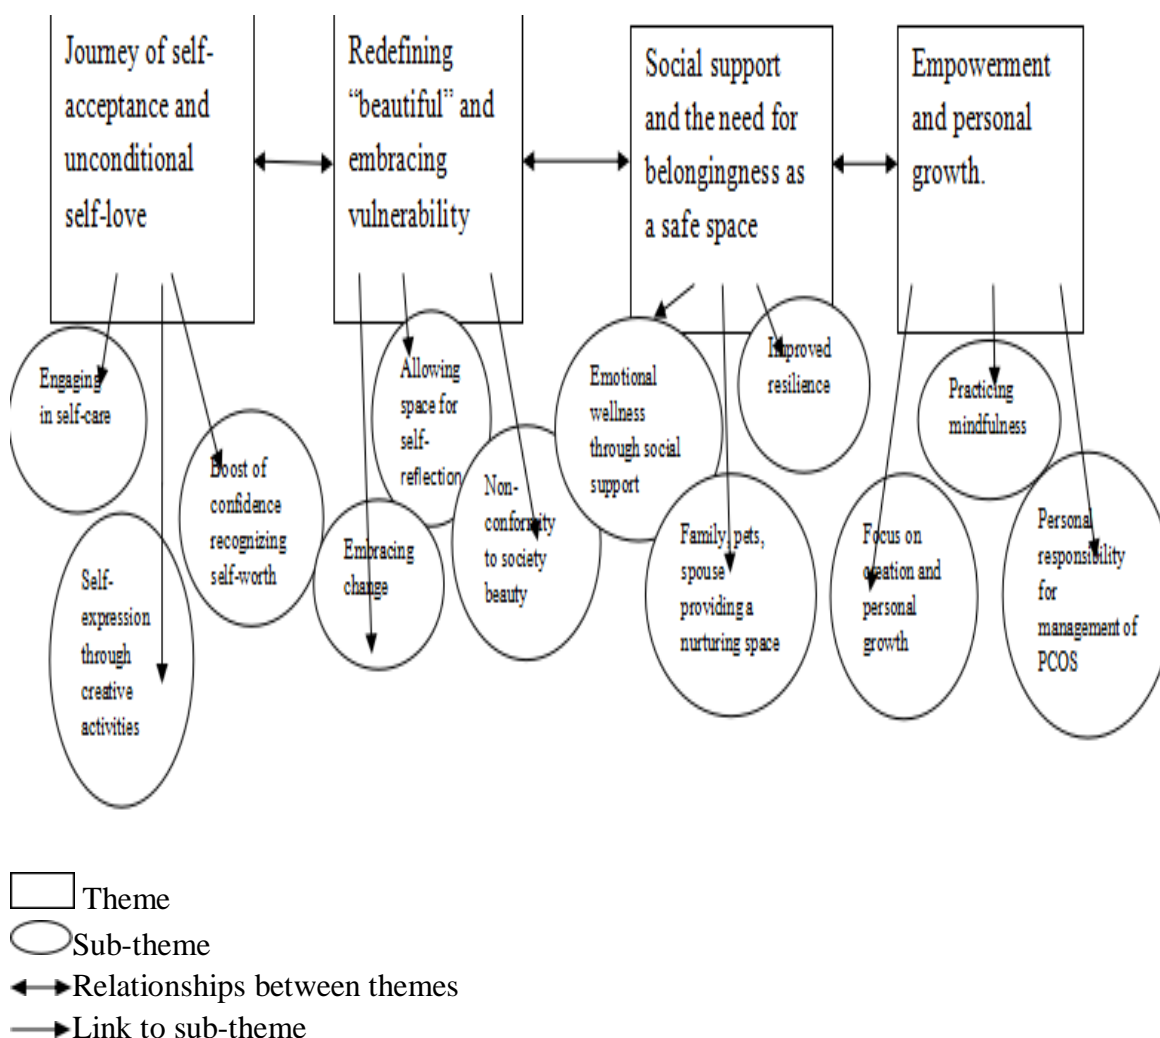 Journey of self-
acceptance and
unconditional
self-love
Redefining
“beautiful” and
embracing
vulnerability
Social support
and the need for
belongingness as
a safe space
Empowerment
and personal
growth.
Engaging
in self-care
Self-
expression
through
creative
activities
Boost of
confidence
recognizing
self-worth
Allowing
space for
self-
reflection
Embracing
change
Non-
conformity
to society
beauty
Emotional
wellness
through social
support
Improved
resilience
Family, pets,
spouse
providing a
nurturing space
Practicing
mindfulness
Focus on
creation and
personal
growth
Personal
responsibility
for
management of
PCOS
Theme
Sub-theme
Relationships between themes
Link to sub-theme